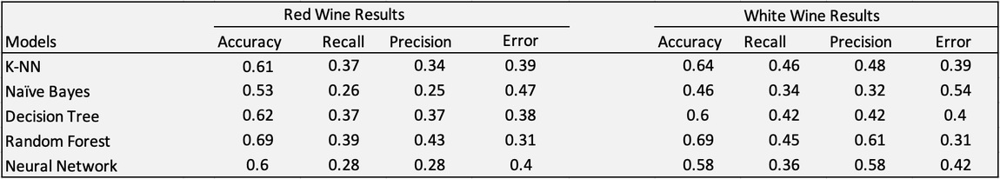 Red Wine Results White Wine Results
Models Accuracy Recall Precision Error Accuracy Recall Precision Error
K-NN 0.61 0.37 0.34 0.39 0.64 0.46 0.48 0.39
Naïve Bayes 0.53 0.26 0.25 0.47 0.46 0.34 0.32 0.54
Decision Tree 0.62 0.37 0.37 0.38 0.6 0.42 0.42 0.4
Random Forest 0.69 0.39 0.43 0.31 0.69 0.45 0.61 0.31
Neural Network 0.6 0.28 0.28 0.4 0.58 0.36 0.58 0.42